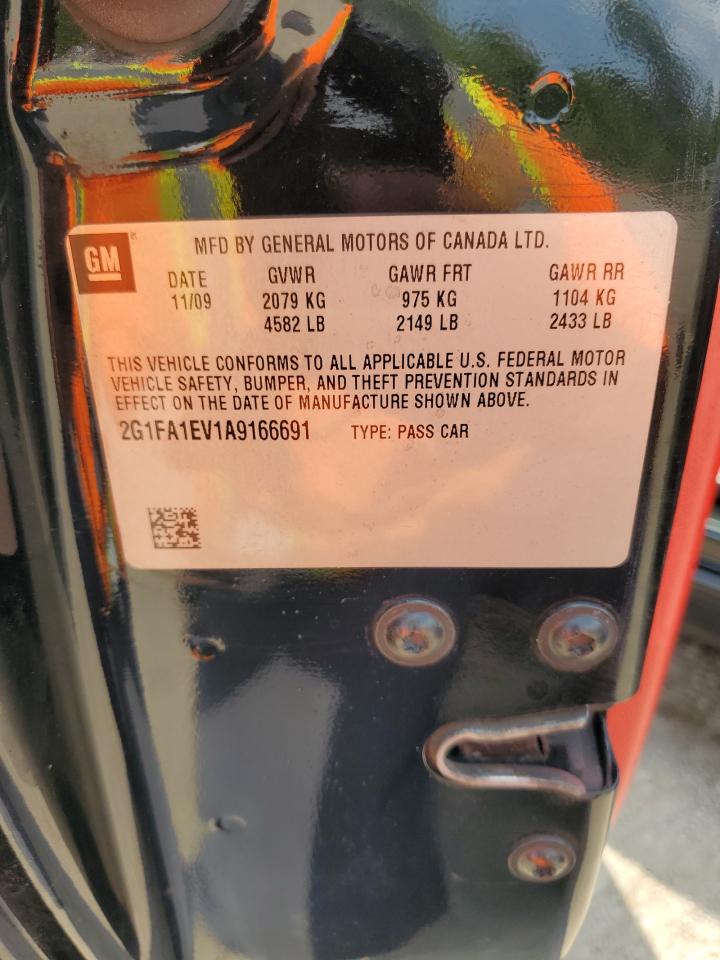 GM
MFD BY GENERAL MOTORS OF CANADA LTD.
DATE GVWR GAWR FRT GAWR RR
11/09 2079 KG 975 KG 1104 KG
4582 LB 2149 LB 2433 LB
THIS VEHICLE CONFORMS TO ALL APPLICABLE U.S. FEDERAL MOTOR
VEHICLE SAFETY, BUMPER, AND THEFT PREVENTION STANDARDS IN
EFFECT ON THE DATE OF MANUFACTURE SHOWN ABOVE.
2G1FA1EV1A9166691 TYPE: PASS CAR